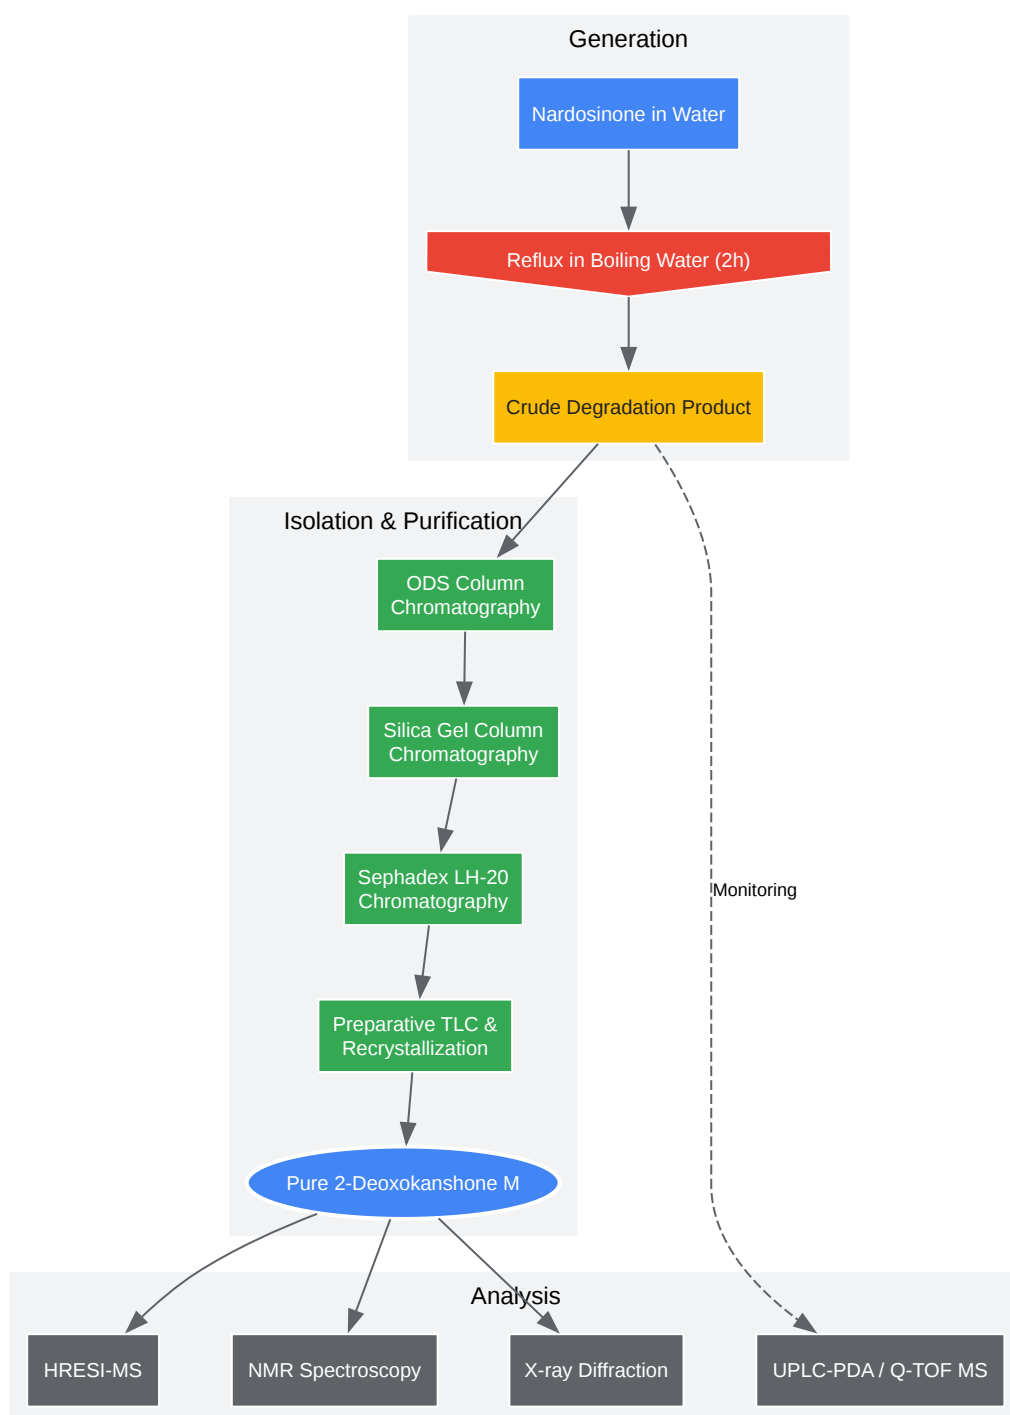 Generation
Nardosinone in Water
Reflux in Boiling Water (2h)
Crude Degradation Product
Isolation & Purification
ODS Column
Chromatography
Silica Gel Column
Chromatography
Sephadex LH-20
Chromatography
Monitoring
Preparative TLC &
Recrystallization
Pure 2-Deoxokanshone M
Analysis
HRESI-MS
NMR Spectroscopy
X-ray Diffraction
UPLC-PDA / Q-TOF MS